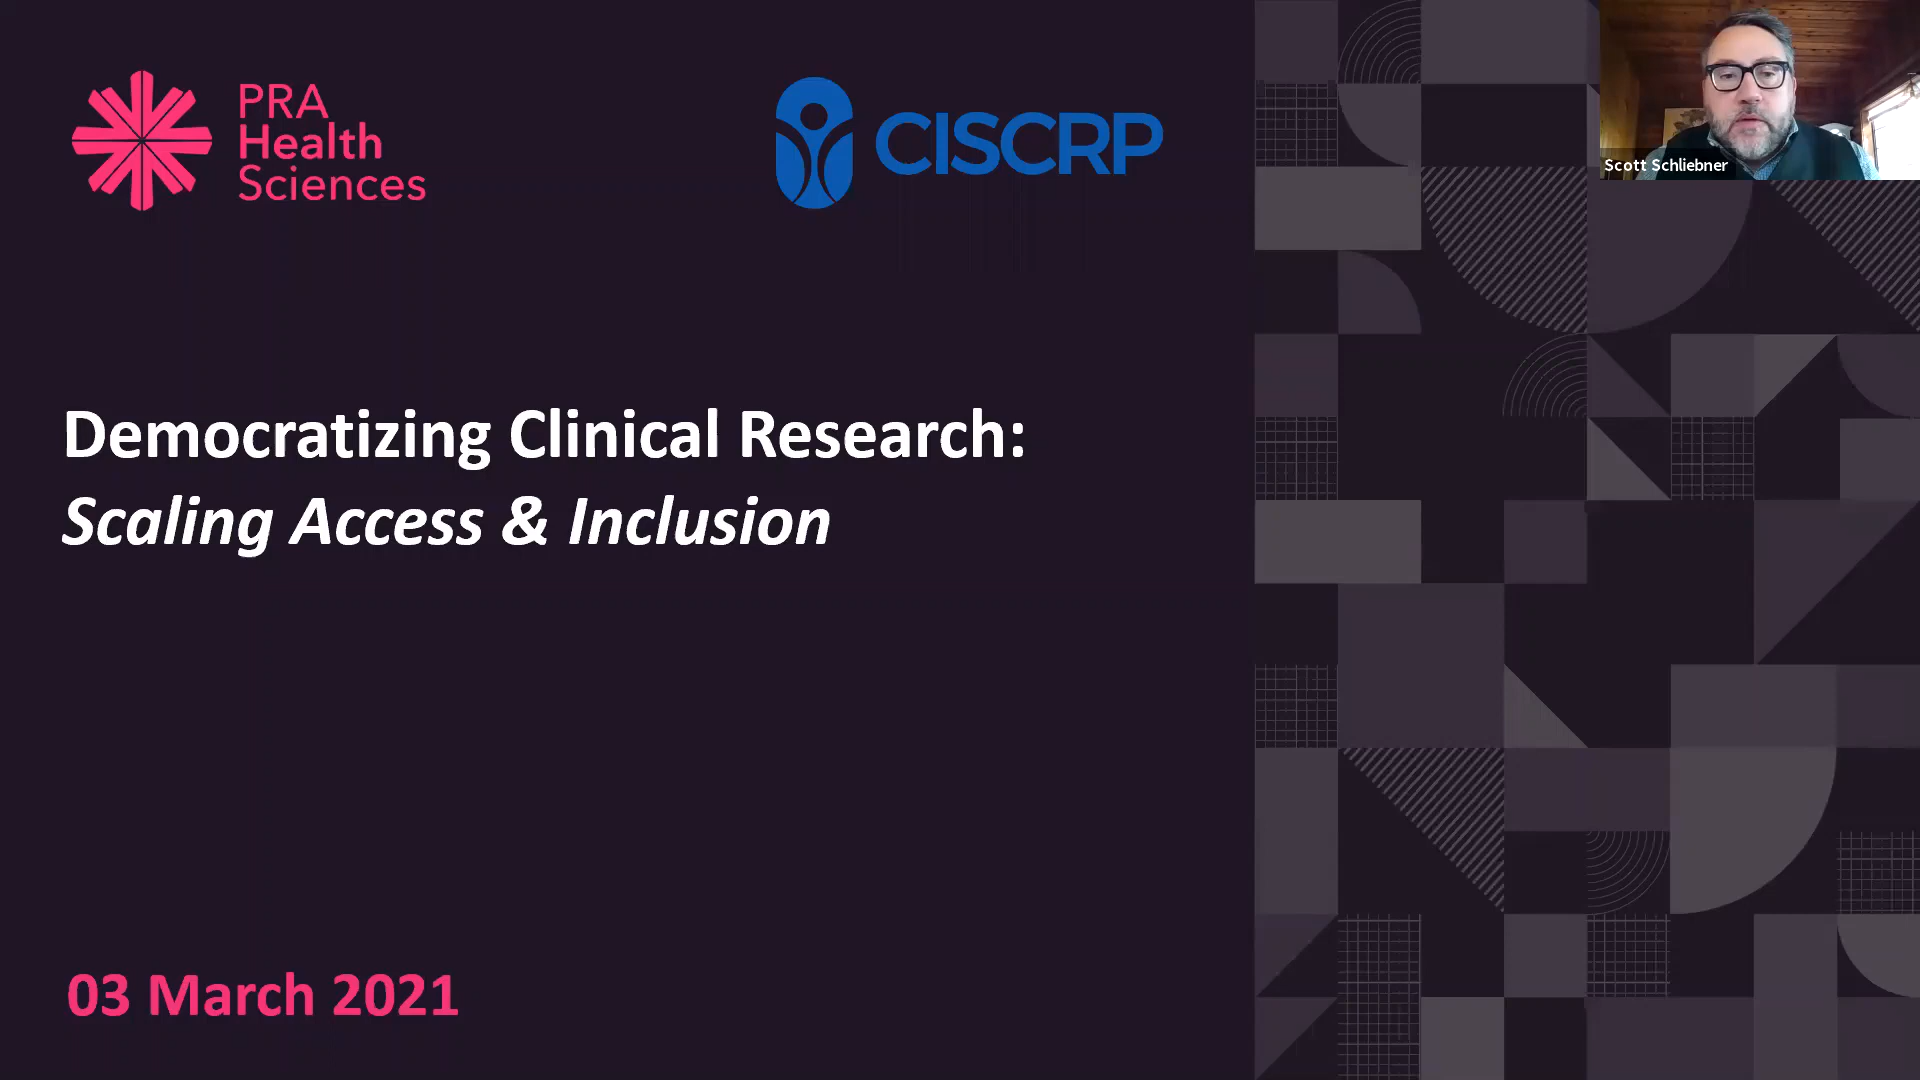 PRA
Health
Sciences
CISCRP
Scott Schliebner
Democratizing Clinical Research:
Scaling Access & Inclusion
03 March 2021